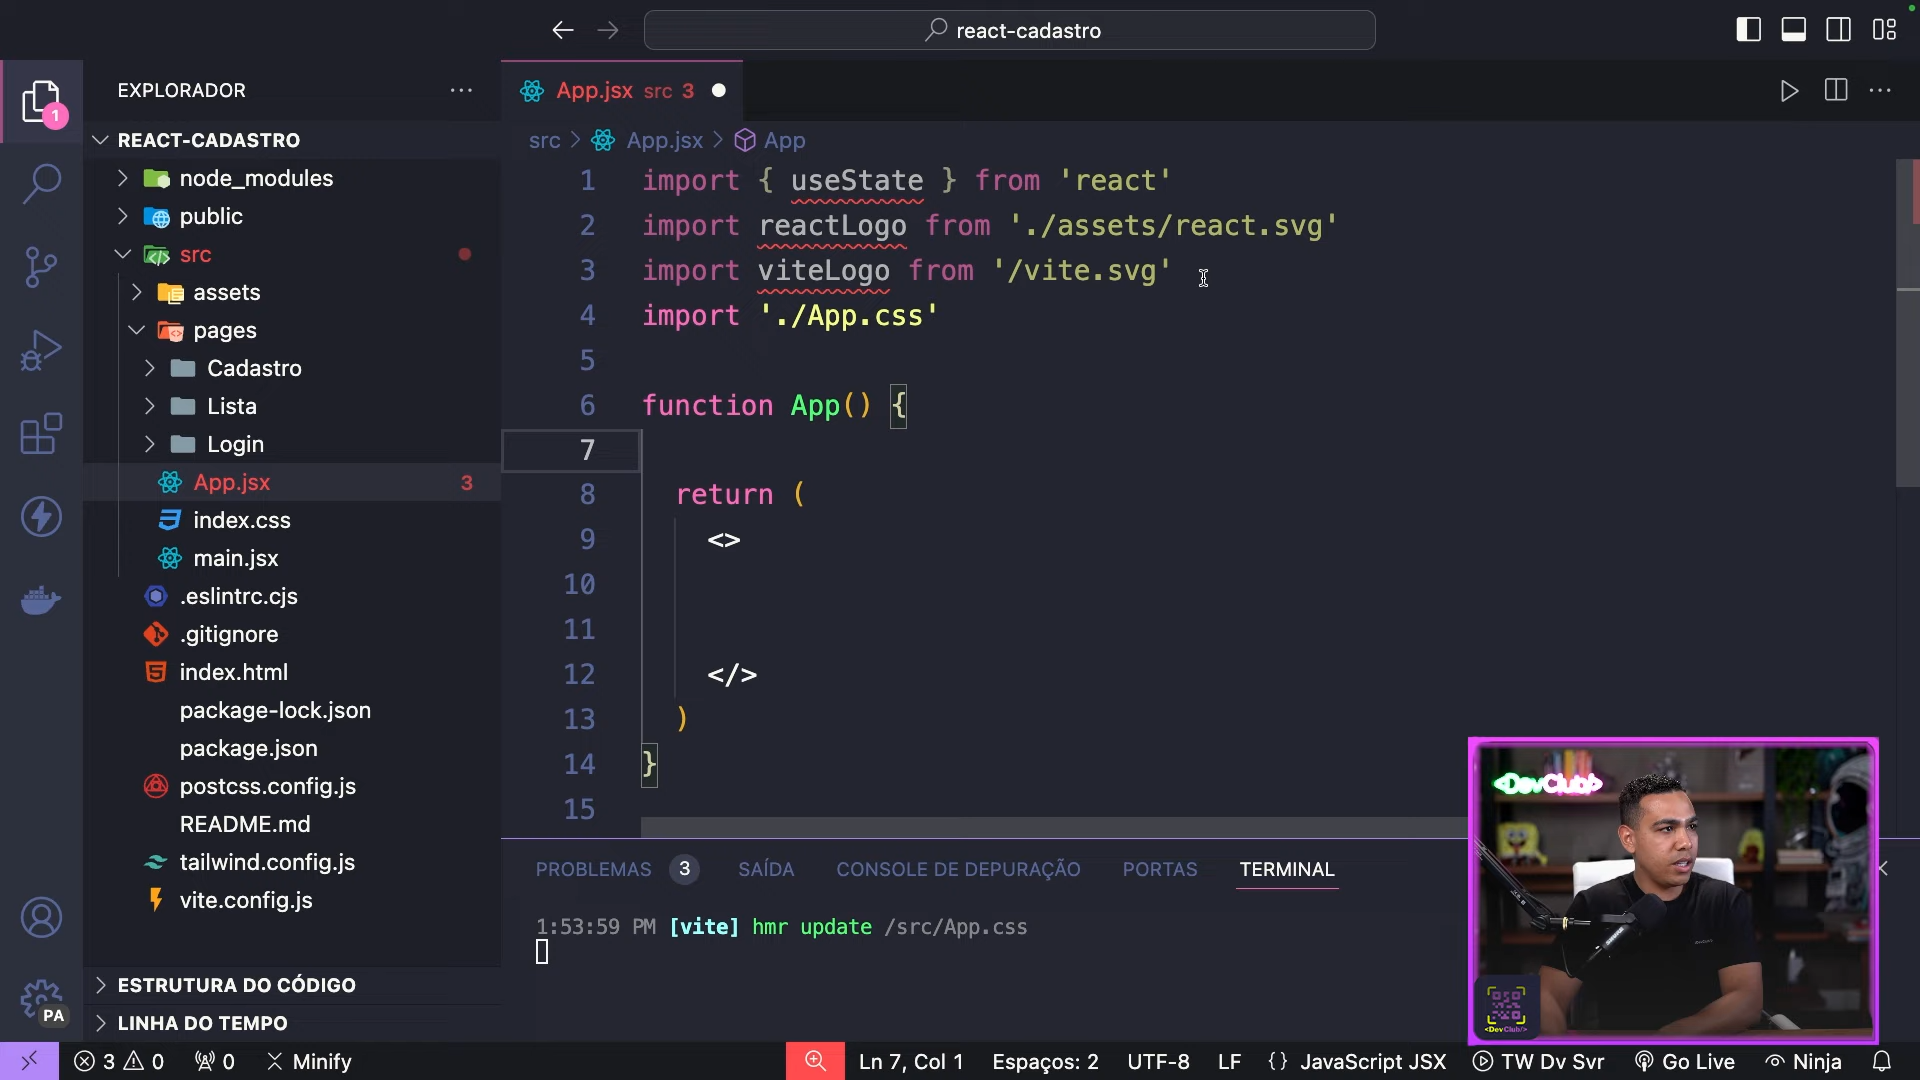 react-cadastro
EXPLORADOR
1
REACT-CADASTRO
node_modules
public
src
assets
pages
Cadastro
Lista
Login
App.jsx 3
index.css
main.jsx
.eslintrc.cjs
.gitignore
index.html
package-lock.json
package.json
postcss.config.js
README.md
tailwind.config.js
vite.config.js
ESTRUTURA DO CÓDIGO
LINHA DO TEMPO
PA
App.jsx src 3
src > App.jsx > App
1 import { useState } from 'react'
2 import reactLogo from './assets/react.svg'
3 import viteLogo from '/vite.svg'
4 import './App.css'
5
6 function App() {
7
8 return (
9 <>
10
11
12 </>
13 )
14 }
15
PROBLEMAS 3 SAÍDA CONSOLE DE DEPURAÇÃO PORTAS TERMINAL
1:53:59 PM [vite] hmr update /src/App.css
<DevClub/>
<DevClub/>
3 0 0 Minify Ln 7, Col 1 Espaços: 2 UTF-8 LF {} JavaScript JSX TW Dv Svr Go Live Ninja